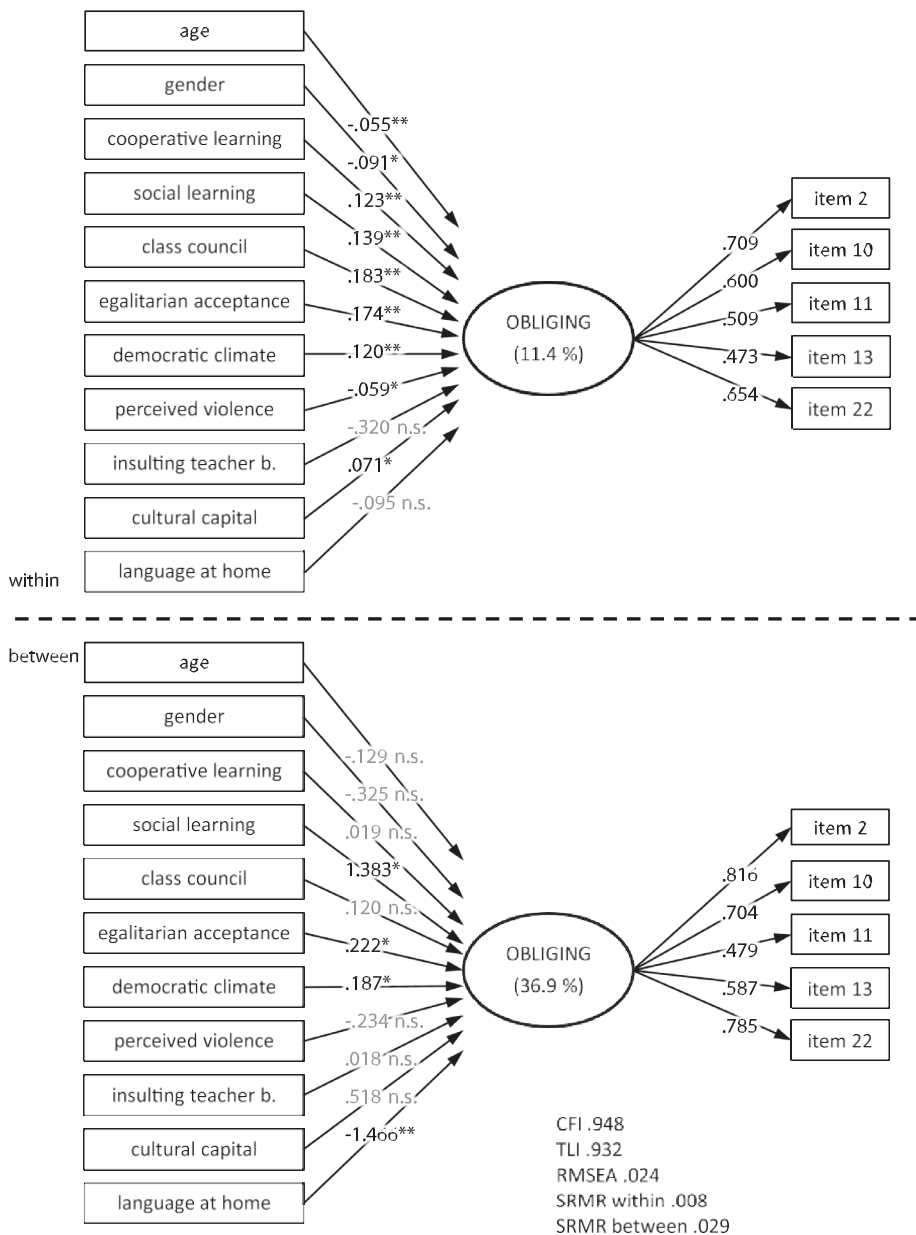 age
gender
cooperative learning
social learning
class council
egalitarian acceptance
democratic climate
perceived violence
insulting teacher b.
cultural capital
language at home
-.055**
-.091*
.123**
.139**
.183**
.174**
.120**
-.059*
-.320 n.s.
.071*
-.095 n.s.
OBLIGING
(11.4 %)
.709
.600
.509
.473
.654
item 2
item 10
item 11
item 13
item 22
within
between
age
gender
cooperative learning
social learning
class council
egalitarian acceptance
democratic climate
perceived violence
insulting teacher b.
cultural capital
language at home
-.129 n.s.
-.325 n.s.
.019 n.s.
1.383*
.120 n.s.
.222*
.187*
-.234 n.s.
.018 n.s.
.518 n.s.
-1.466**
OBLIGING
(36.9 %)
.816
.704
.479
.587
.785
item 2
item 10
item 11
item 13
item 22
CFI .948
TLI .932
RMSEA .024
SRMR within .008
SRMR between .029